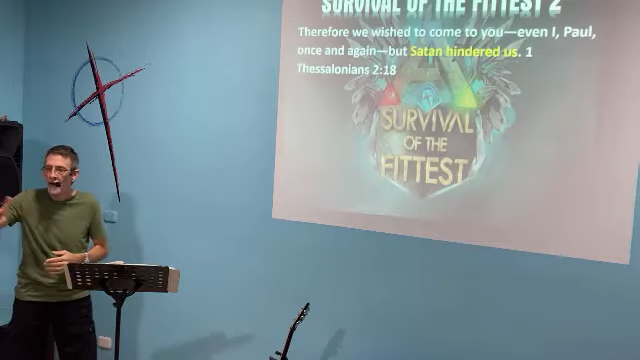 SURVIVAL OF THE FITTEST 2
Therefore we wished to come to you—even I, Paul,
once and again—but Satan hindered us. 1
Thessalonians 2:18
SURVIVAL
OF THE
FITTEST